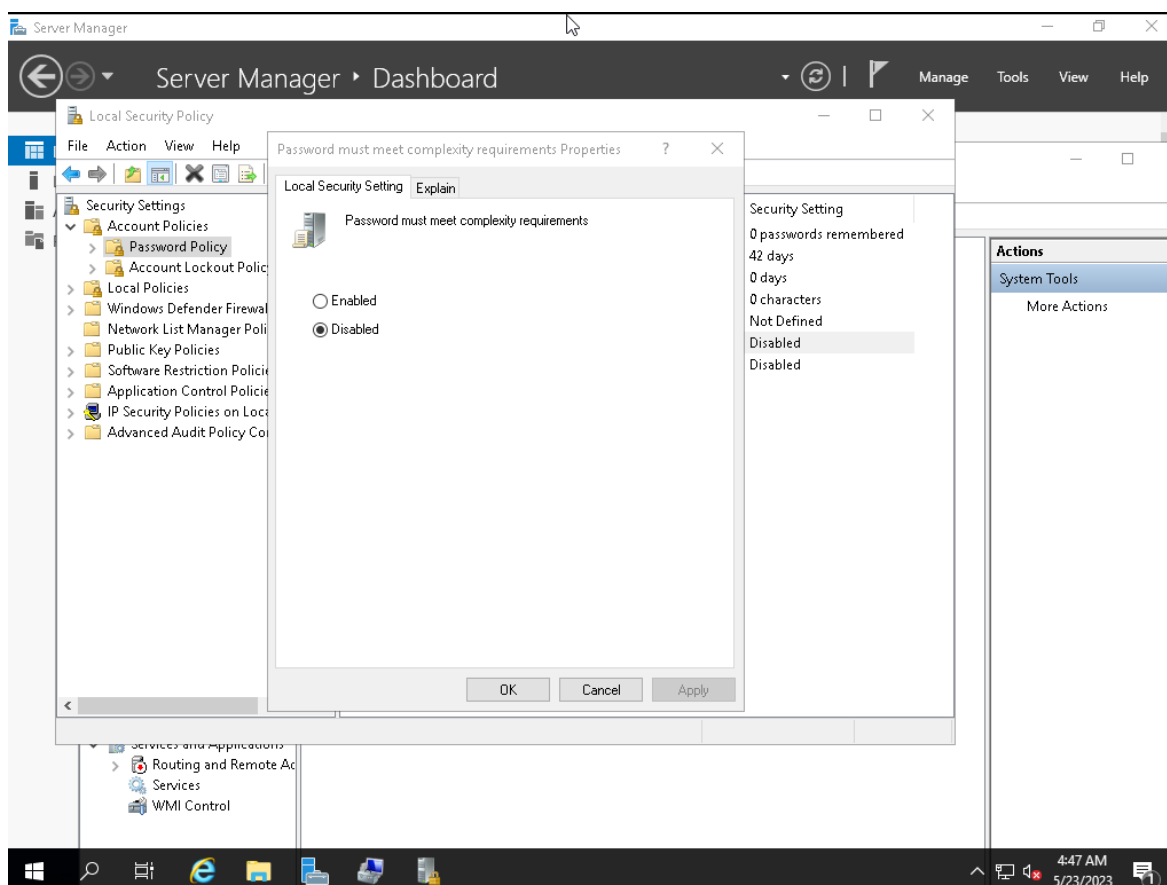 Server Manager
Server Manager ‣ Dashboard
Manage Tools View Help
Local Security Policy
File Action View Help
Password must meet complexity requirements Properties ?
Local Security Setting Explain
Password must meet complexity requirements
Enabled
Disabled
OK Cancel Apply
Security Settings
Account Policies
Password Policy
Account Lockout Polic
Local Policies
Windows Defender Firewal
Network List Manager Poli
Public Key Policies
Software Restriction Policie
Application Control Policie
IP Security Policies on Loca
Advanced Audit Policy Co
Security Setting
0 passwords remembered
42 days
0 days
0 characters
Not Defined
Disabled
Disabled
Actions
System Tools
More Actions
Services and Applications
Routing and Remote Ac
Services
WMI Control
4:47 AM
5/23/2023
1